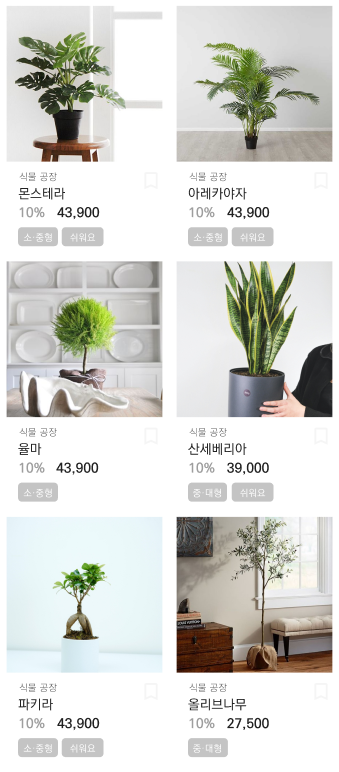 식물 공장
몬스테라
10% 43,900
소·중형 쉬워요
식물 공장
아레카야자
10% 43,900
소·중형 쉬워요
식물 공장
율마
10% 43,900
소·중형
식물 공장
산세베리아
10% 39,000
중·대형 쉬워요
식물 공장
파키라
10% 43,900
소·중형 쉬워요
식물 공장
올리브나무
10% 27,500
중·대형